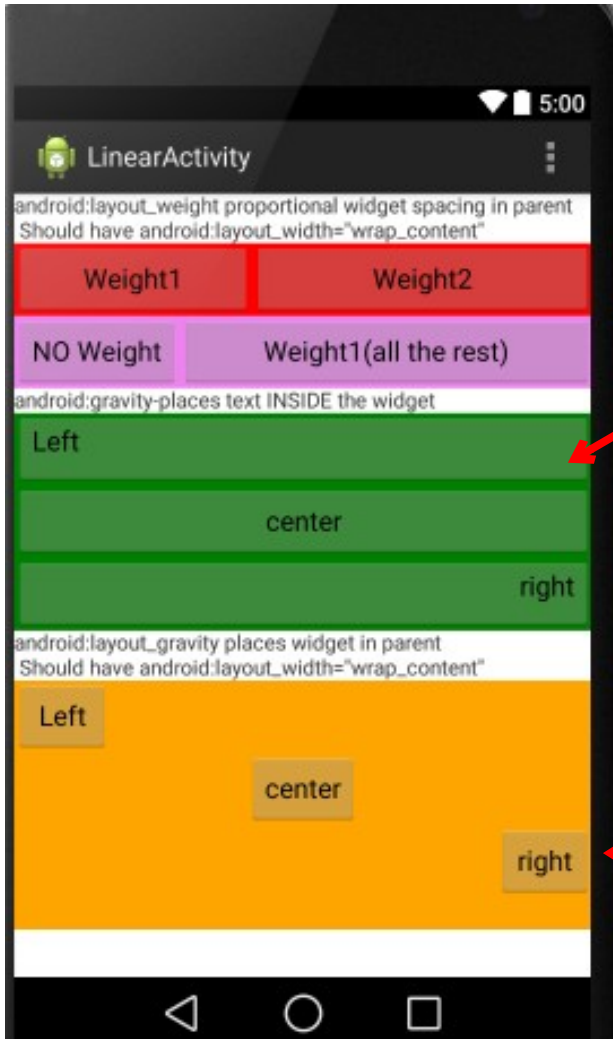 5:00
LinearActivity
android:layout_weight proportional widget spacing in parent
Should have android:layout_width="wrap_content"
Weight1 Weight2
NO Weight Weight1(all the rest)
android:gravity-places text INSIDE the widget
Left
center
right
android:layout_gravity places widget in parent
Should have android:layout_width="wrap_content"
Left
center
right